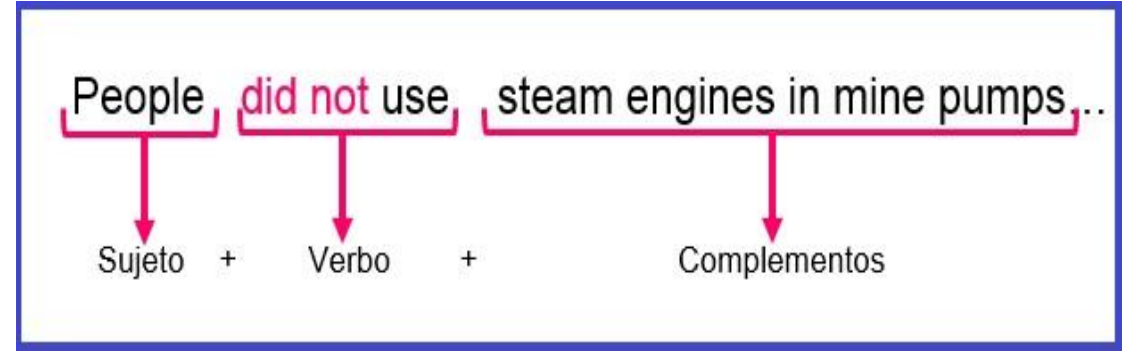 People did not use steam engines in mine pumps...
Sujeto + Verbo + Complementos